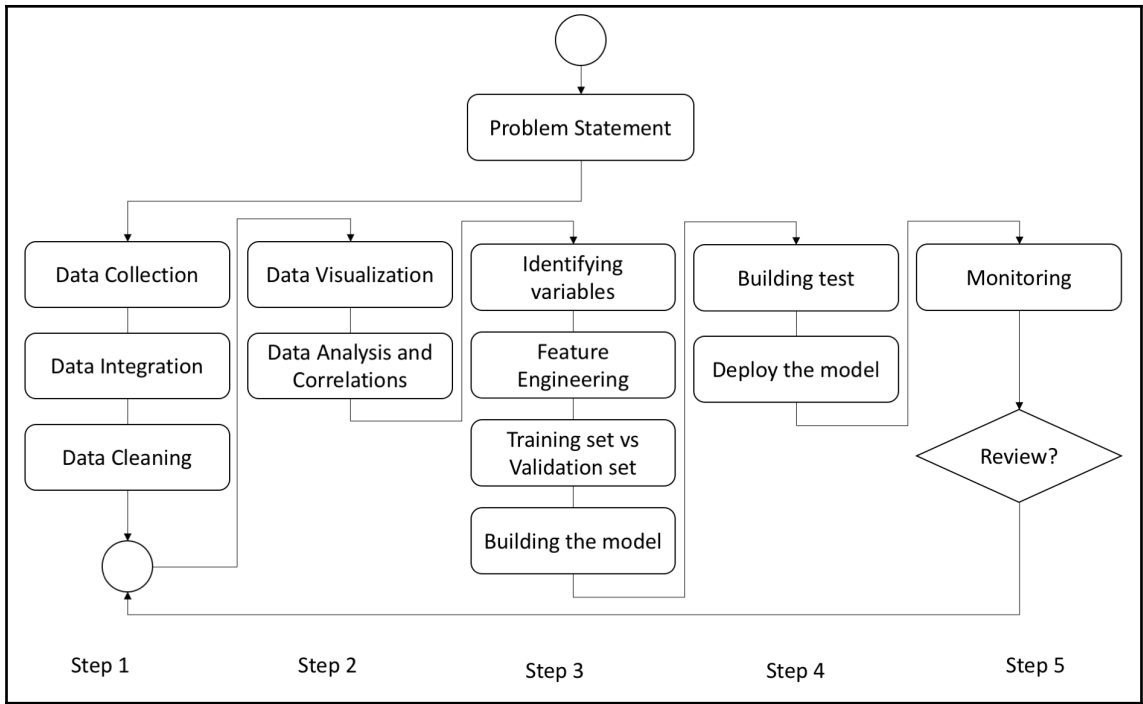 Problem Statement
Data Collection
Data Integration
Data Cleaning
Data Visualization
Data Analysis and
Correlations
Identifying
variables
Feature
Engineering
Training set vs
Validation set
Building the model
Building test
Deploy the model
Monitoring
Review?
Step 1
Step 2
Step 3
Step 4
Step 5